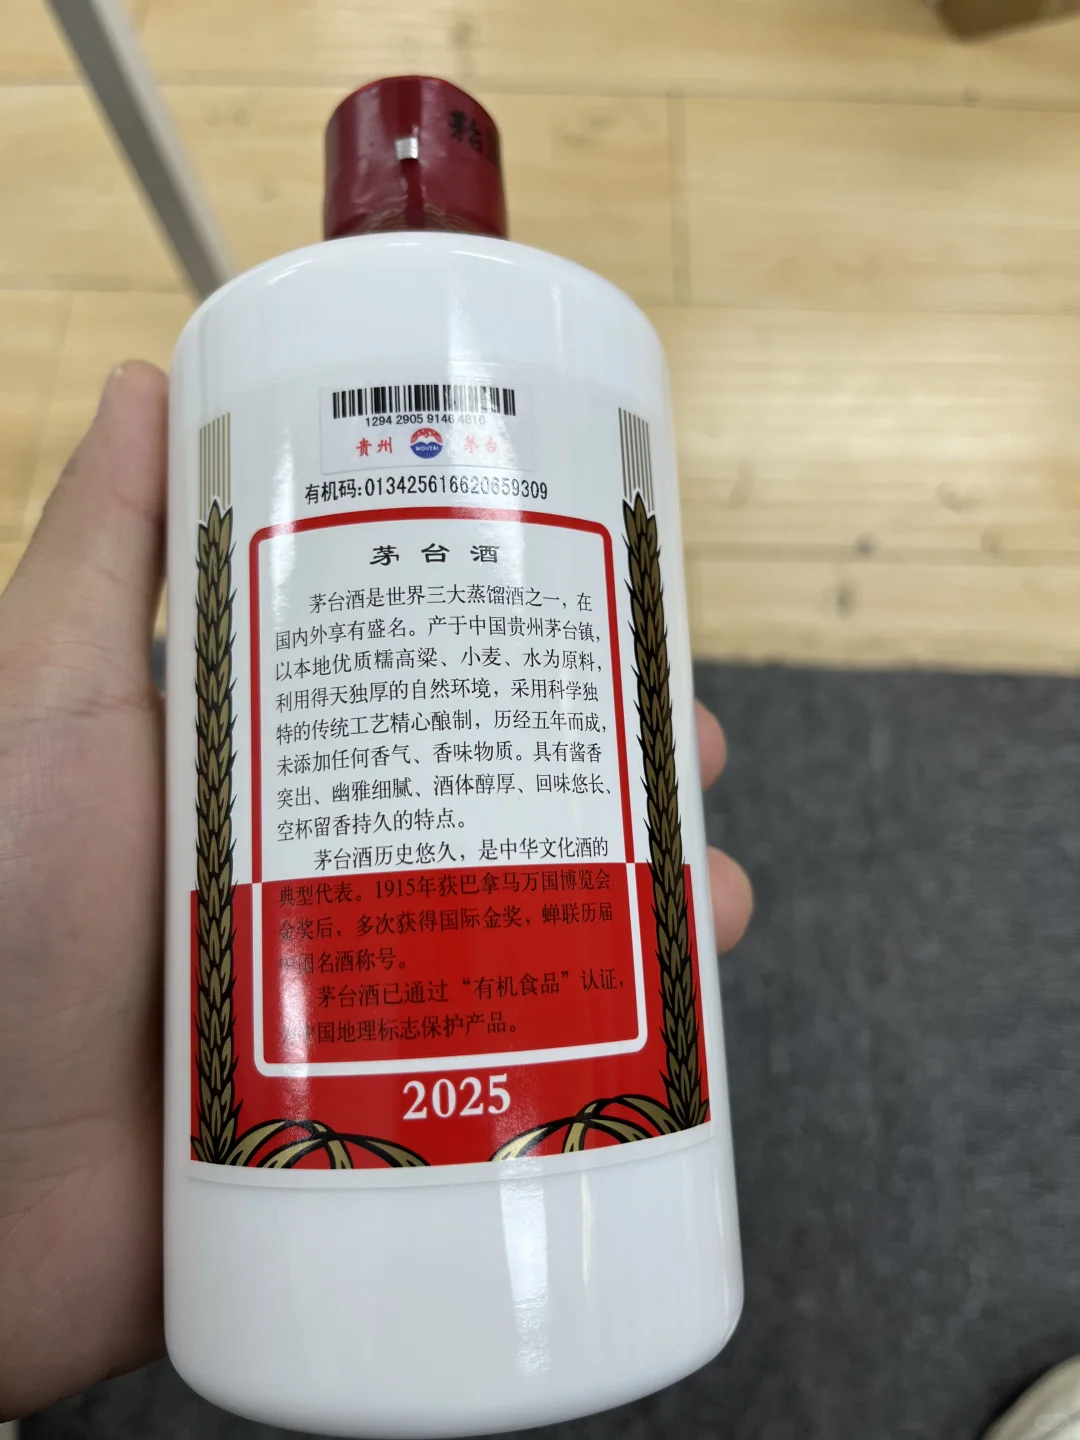 茅台
1294 2905 9146 4816
贵州 MOUTAI 茅台
有机码:013425616620659309
茅台酒
茅台酒是世界三大蒸馏酒之一，在
国内外享有盛名。产于中国贵州茅台镇，
以本地优质糯高粱、小麦、水为原料，
利用得天独厚的自然环境，采用科学独
特的传统工艺精心酿制，历经五年而成，
未添加任何香气、香味物质。具有酱香
突出、幽雅细腻、酒体醇厚、回味悠长、
空杯留香持久的特点。
茅台酒历史悠久，是中华文化酒的
典型代表。1915年获巴拿马万国博览会
金奖后，多次获得国际金奖，蝉联历届
中国名酒称号。
茅台酒已通过“有机食品”认证，
中国地理标志保护产品。
2025